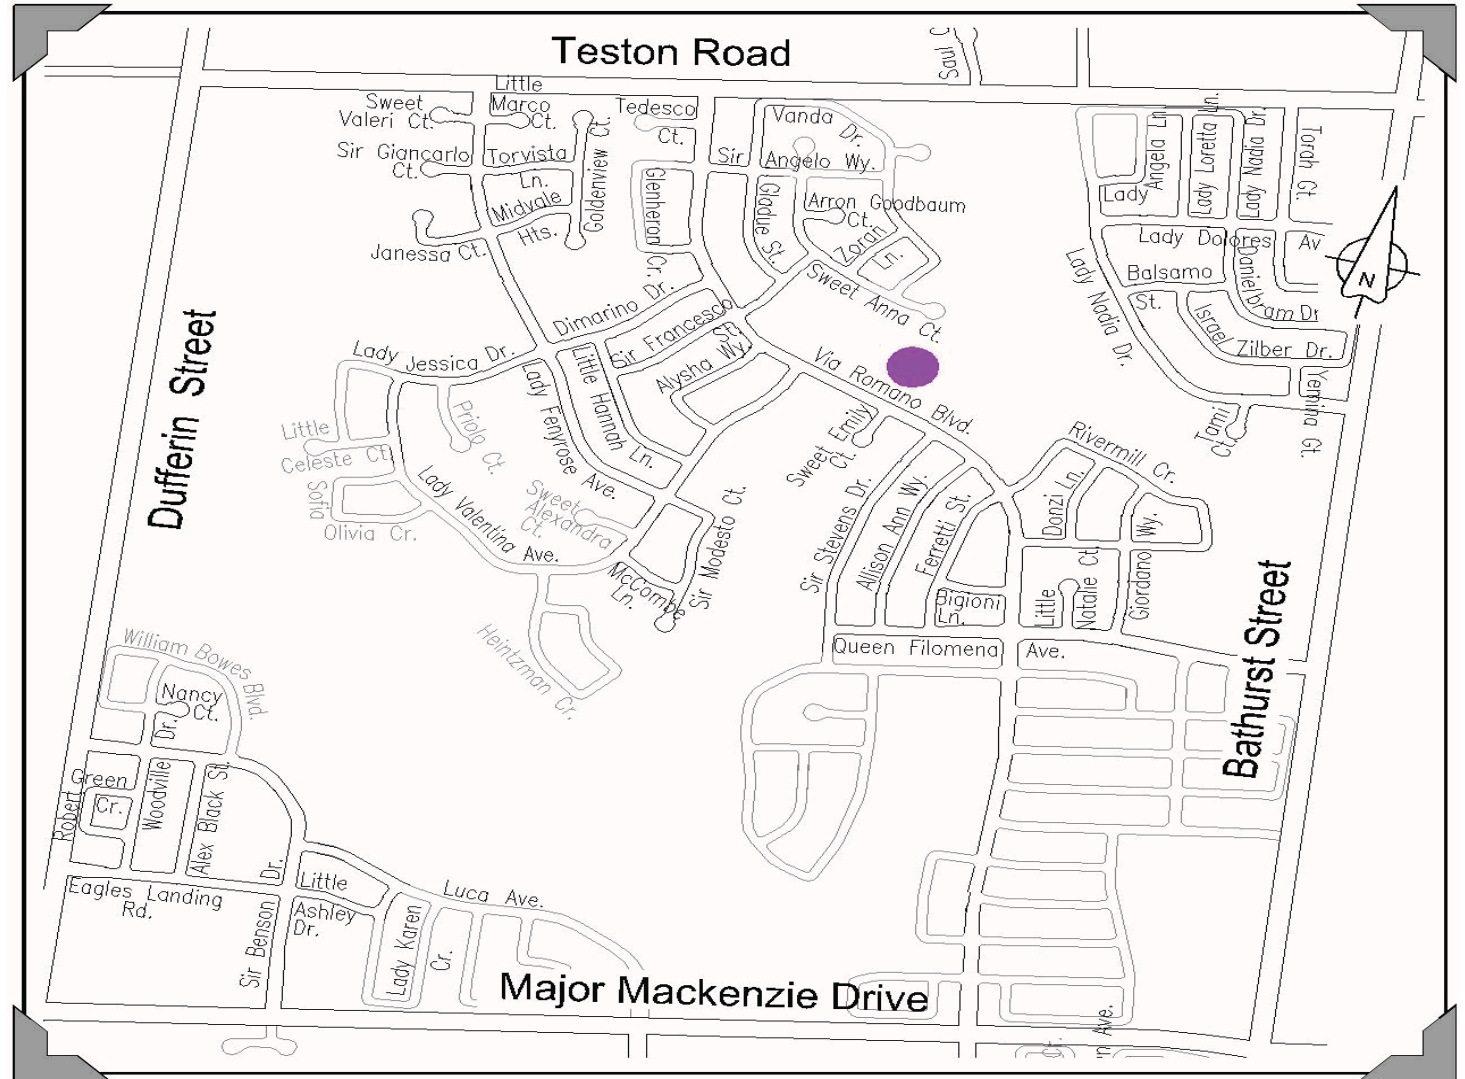 Teston Road
Saul C
Little
Marco
Ct.
Sweet
Valeri Ct.
Sir Giancarlo
Ct.
Torvista
Ln.
Midvale
Hts.
Goldenview Ct.
Janessa Ct.
Tedesco
Ct.
Glenheron Cr.
Vanda
Dr.
Sir Angelo Wy.
Gladue St.
Arron Goodbaum
Ct.
Zoran
Ln.
Sweet Anna Ct.
Angela Ln.
Lady Loretta Ln.
Lady Nadia Dr.
Torah Gt.
Lady
Lady Dolores Av
Balsamo
St.
Danielbram Dr
Israel
Zilber Dr.
Lady Nadia Dr.
Yemina Gt.
Tami
Ct.
N
Dufferin Street
Dimarino Dr.
Sir Francesco
St.
Alysha Wy.
Lady Jessica Dr.
Little Hannah Ln.
Lady Fenyrose Ave.
Via Romano Blvd.
Priolo Ct.
Little
Celeste Ct.
Sofia
Olivia Cr.
Lady Valentina Ave.
Sweet
Alexandra
Ct.
McCombe
Ln.
Sir Modesto Ct.
Heintzman Cr.
Sweet Emily
Ct.
Sir Stevens Dr.
Allison Ann Wy.
Ferretti St.
Bigioni
Ln.
Rivermill Cr.
Donzi Ln.
Little
Natalie Ct.
Giordano Wy.
Queen Filomena Ave.
Bathurst Street
William Bowes Blvd.
Nancy
Ct.
Woodville Dr.
Alex Black St.
Robert
Green
Cr.
Eagles Landing
Rd.
Sir Benson Dr.
Little
Ashley
Dr.
Luca Ave.
Lady Karen
Cr.
Major Mackenzie Drive
Ct.
n Ave.